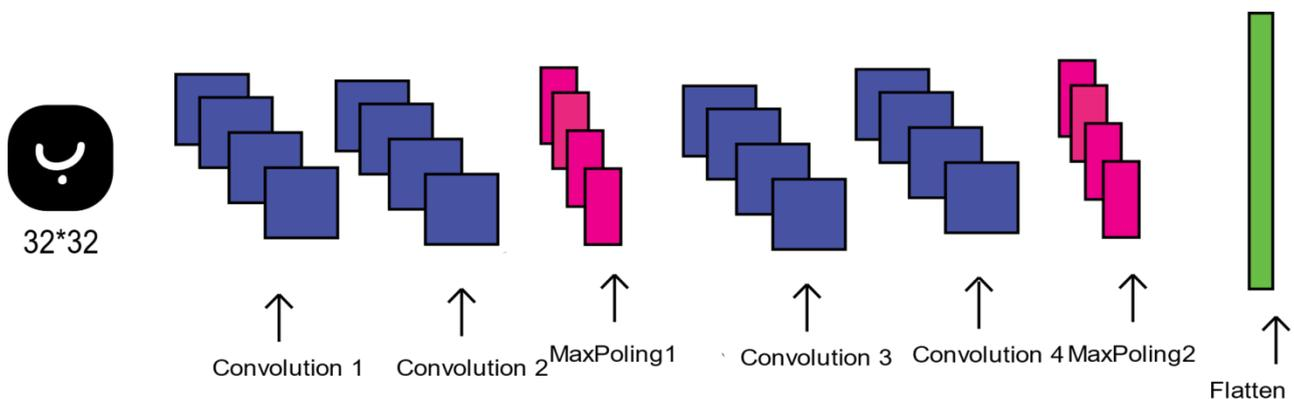 ب
32*32
Convolution 1
Convolution 2
MaxPoling1
Convolution 3
Convolution 4
MaxPoling2
Flatten